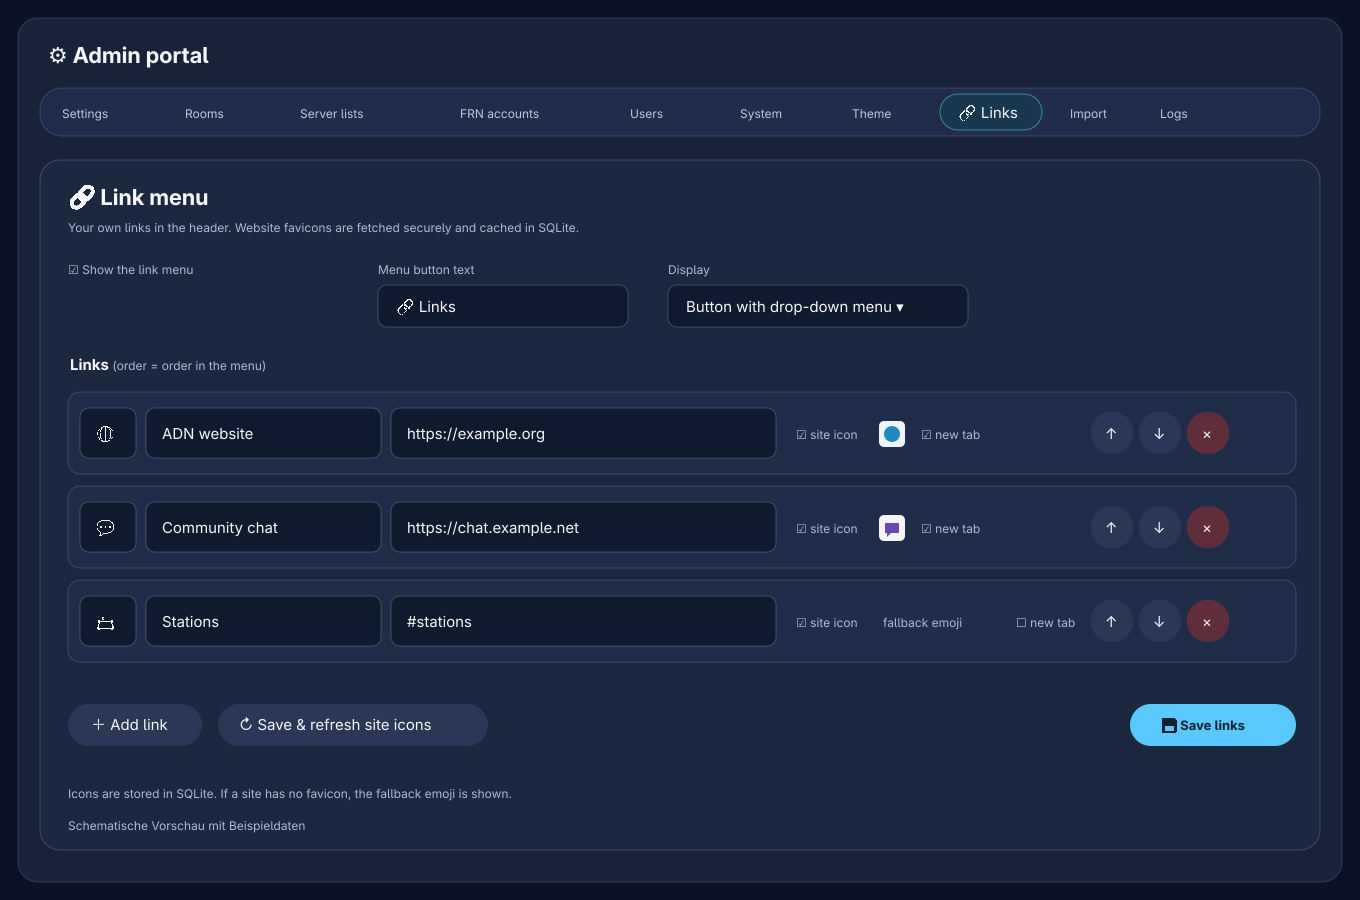 ⚙ Admin portal
Settings Rooms Server lists FRN accounts Users System Theme 🔗 Links Import Logs
🔗 Link menu
Your own links in the header. Website favicons are fetched securely and cached in SQLite.
☑ Show the link menu Menu button text Display
🔗 Links Button with drop-down menu ▾
Links (order = order in the menu)
🌐 ADN website https://example.org ☑ site icon ☑ new tab ↑ ↓ ×
💬 Community chat https://chat.example.net ☑ site icon ☑ new tab ↑ ↓ ×
Stations #stations ☑ site icon fallback emoji ☐ new tab ↑ ↓ ×
+ Add link ↻ Save & refresh site icons 💾 Save links
Icons are stored in SQLite. If a site has no favicon, the fallback emoji is shown.
Schematische Vorschau mit Beispieldaten